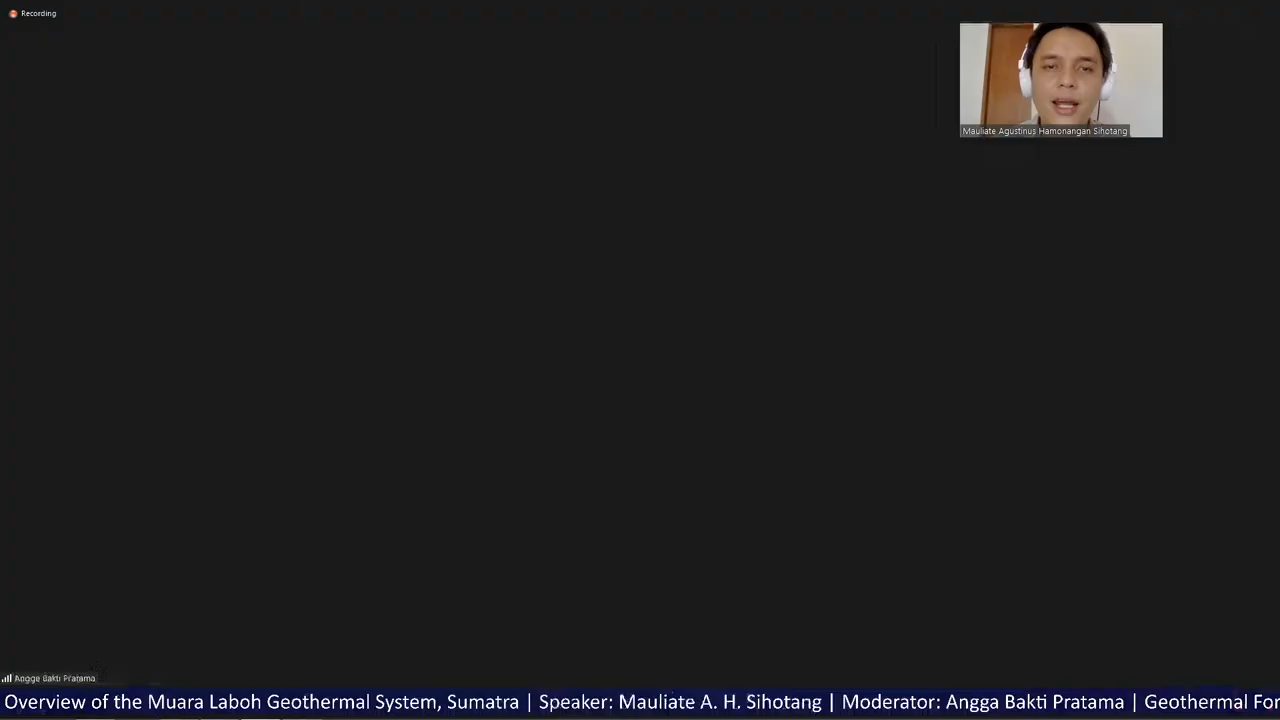 Recording
Mauliate Agustinus Hamonangan Sihotang
Angga Bakti Pratama
Overview of the Muara Laboh Geothermal System, Sumatra | Speaker: Mauliate A. H. Sihotang | Moderator: Angga Bakti Pratama | Geothermal